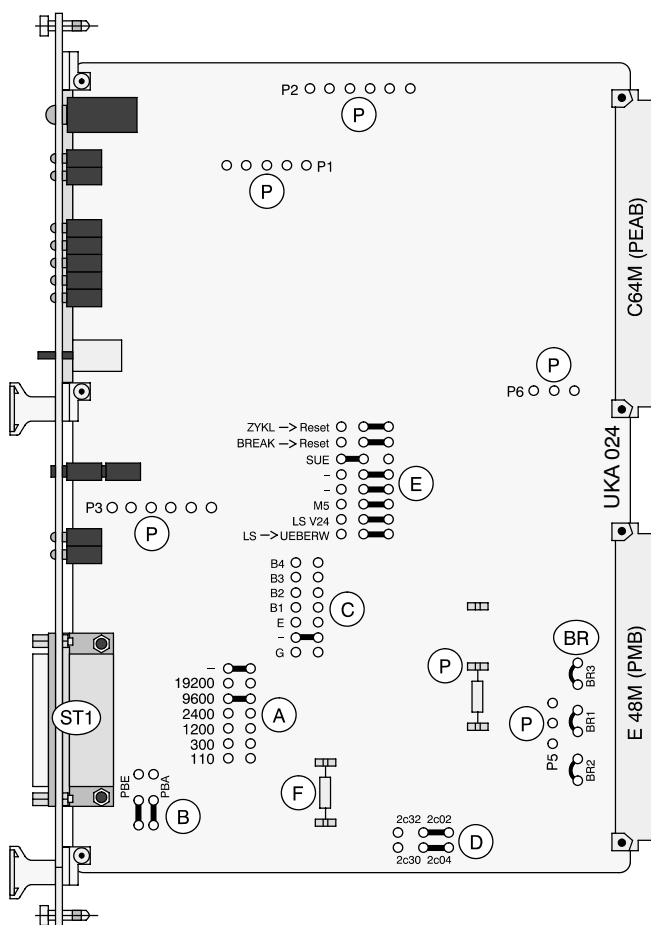 P2
P
P1
P
C64M (PEAB)
P
P6
UKA 024
ZYKL —> Reset
BREAK —> Reset
SUE
–
–
M5
LS V24
LS —> UEBERW
E
P3
P
B4
B3
B2
B1
E
–
G
C
BR
BR3
BR1
BR2
P
P
P5
E 48M (PMB)
ST1
–
19200
9600
2400
1200
300
110
A
PBE
PBA
B
F
2c32 2c02
2c30 2c04
D